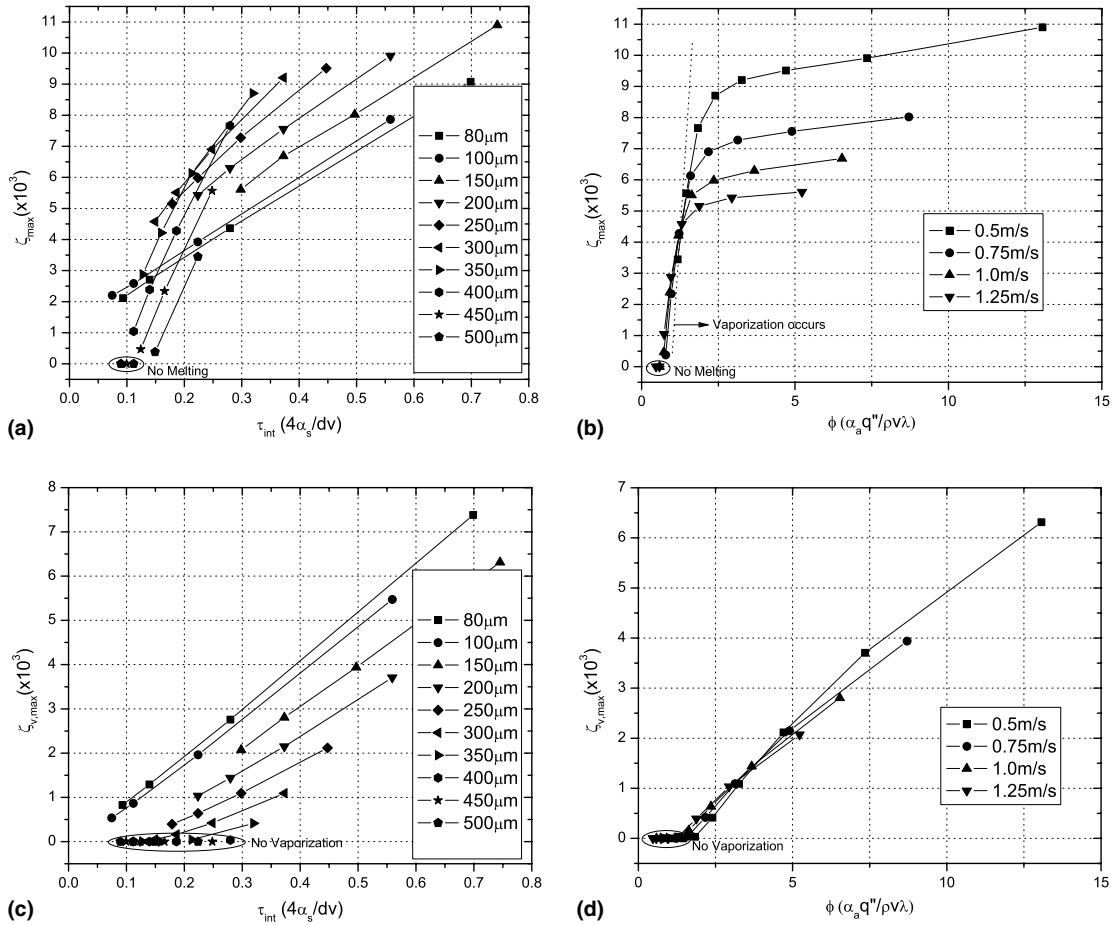 11
10
9
8
7
6
5
4
3
2
1
0
ζmax(x10³)
80μm
100μm
150μm
200μm
250μm
300μm
350μm
400μm
450μm
500μm
No Melting
0.0 0.1 0.2 0.3 0.4 0.5 0.6 0.7 0.8
τint (4αs/dv)
(a)
11
10
9
8
7
6
5
4
3
2
1
0
ζmax (x10³)
0.5m/s
0.75m/s
1.0m/s
1.25m/s
Vaporization occurs
No Melting
0 5 10 15
ϕ (αaq"/ρvλ)
(b)
8
7
6
5
4
3
2
1
0
ζv,max(x10³)
80μm
100μm
150μm
200μm
250μm
300μm
350μm
400μm
450μm
500μm
No Vaporization
0.0 0.1 0.2 0.3 0.4 0.5 0.6 0.7 0.8
τint (4αs/dv)
(c)
7
6
5
4
3
2
1
0
ζv,max(x10³)
0.5m/s
0.75m/s
1.0m/s
1.25m/s
No Vaporization
0 5 10 15
ϕ (αaq"/ρvλ)
(d)